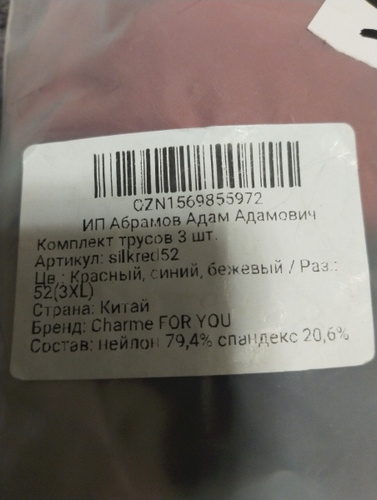 OZN1569855972
ИП Абрамов Адам Адамович
Комплект трусов 3 шт.
Артикул: silkred52
Цв.: Красный, синий, бежевый / Раз.:
52(3XL)
Страна: Китай
Бренд: Charme FOR YOU
Состав: нейлон 79,4% спандекс 20,6%